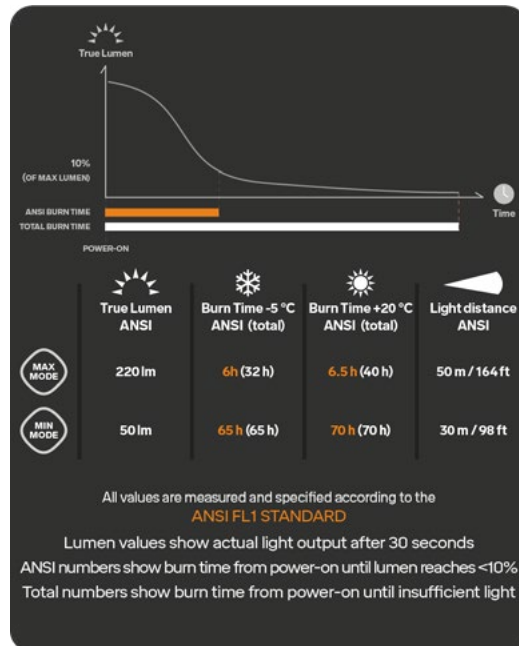 True Lumen
10%
(OF MAX LUMEN)
ANSI BURN TIME
TOTAL BURN TIME
Time
POWER-ON
True Lumen
ANSI
Burn Time -5 °C
ANSI (total)
Burn Time +20 °C
ANSI (total)
Light distance
ANSI
MAX
MODE
220 lm
6h (32 h)
6.5 h (40 h)
50 m / 164 ft
MIN
MODE
50 lm
65 h (65 h)
70 h (70 h)
30 m / 98 ft
All values are measured and specified according to the
ANSI FL1 STANDARD
Lumen values show actual light output after 30 seconds
ANSI numbers show burn time from power-on until lumen reaches <10%
Total numbers show burn time from power-on until insufficient light